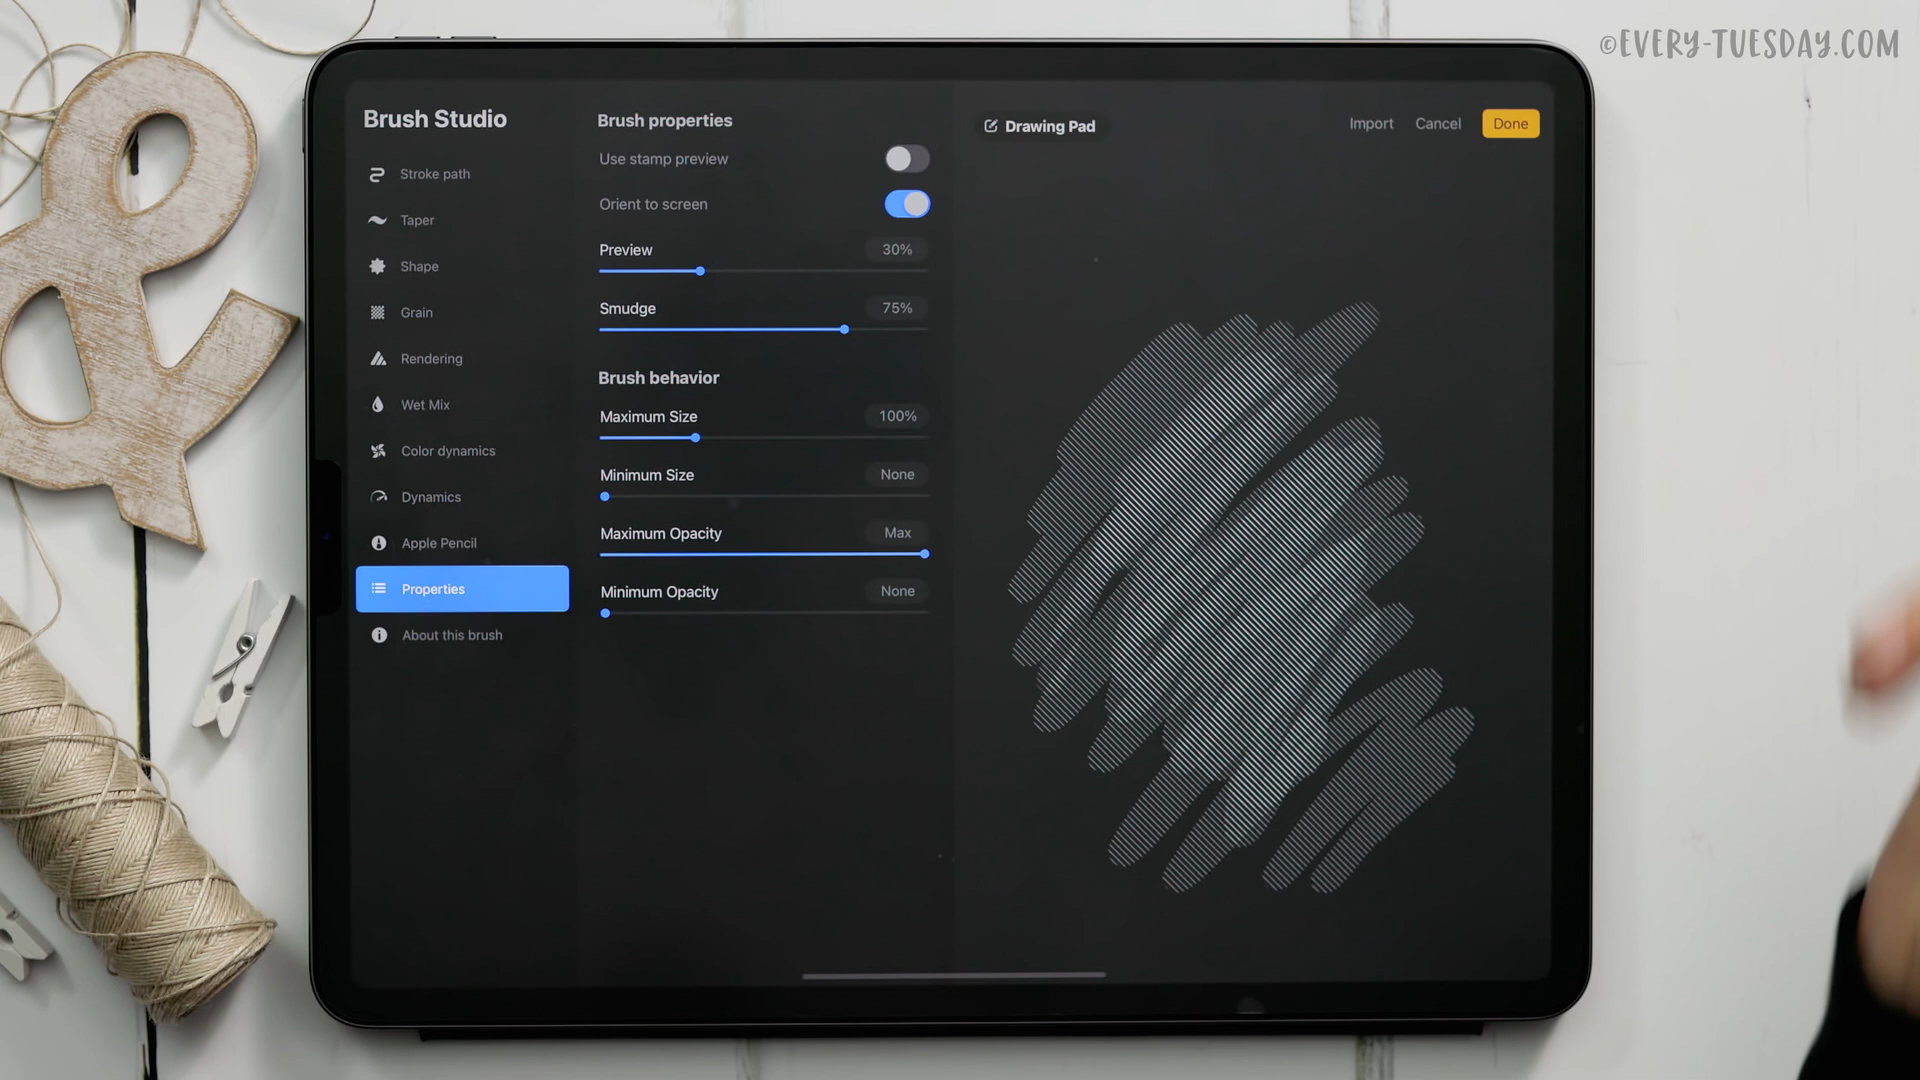 ©EVERY-TUESDAY.COM
Brush Studio
Stroke path
Taper
Shape
Grain
Rendering
Wet Mix
Color dynamics
Dynamics
Apple Pencil
Properties
About this brush
Brush properties
Use stamp preview
Orient to screen
Preview 30%
Smudge 75%
Brush behavior
Maximum Size 100%
Minimum Size None
Maximum Opacity Max
Minimum Opacity None
Drawing Pad
Import Cancel Done